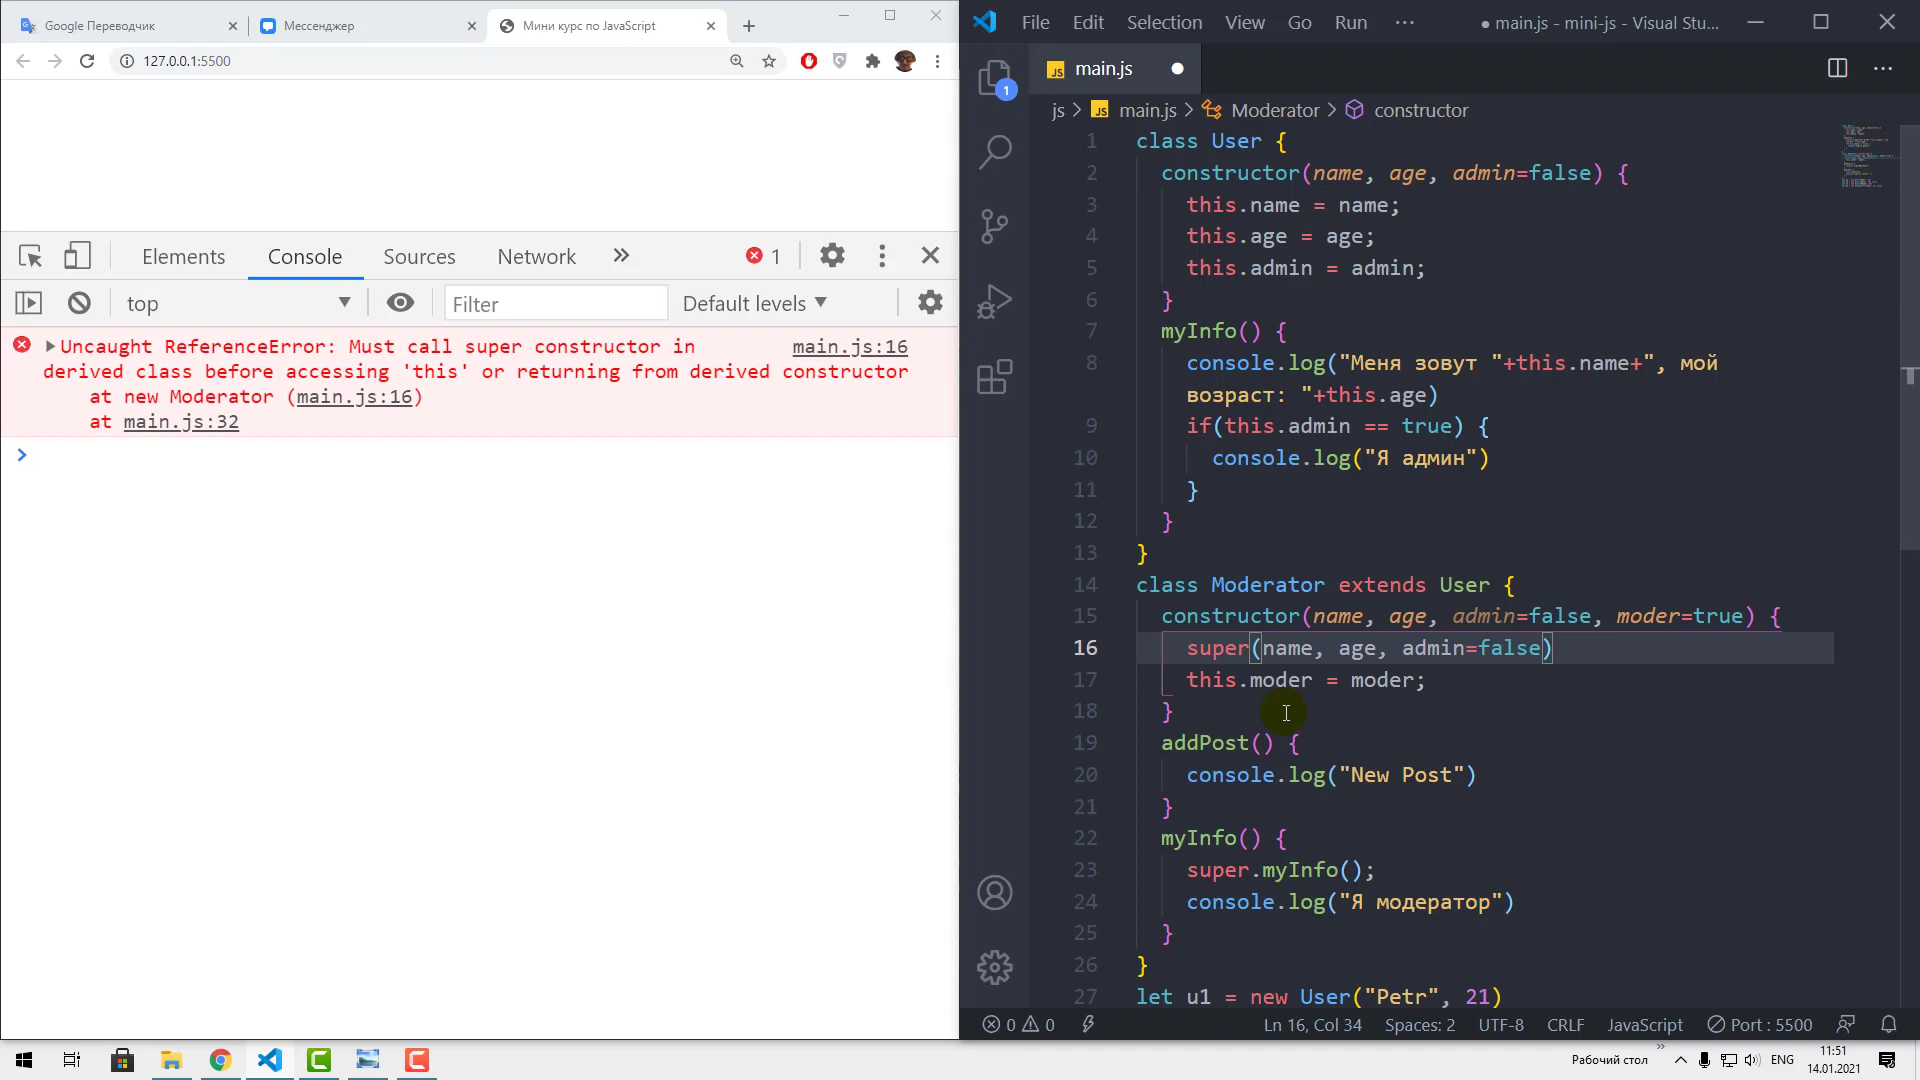 Google Переводчик
Мессенджер
Мини курс по JavaScript
127.0.0.1:5500
Elements
Console
Sources
Network
1
top
Filter
Default levels
Uncaught ReferenceError: Must call super constructor in main.js:16
derived class before accessing 'this' or returning from derived constructor
at new Moderator (main.js:16)
at main.js:32
File Edit Selection View Go Run ··· ● main.js - mini-js - Visual Stu...
JS main.js
1
js > JS main.js > Moderator > constructor
1 class User {
2 constructor(name, age, admin=false) {
3 this.name = name;
4 this.age = age;
5 this.admin = admin;
6 }
7 myInfo() {
8 console.log("Меня зовут "+this.name+", мой
возраст: "+this.age)
9 if(this.admin == true) {
10 console.log("Я админ")
11 }
12 }
13 }
14 class Moderator extends User {
15 constructor(name, age, admin=false, moder=true) {
16 super(name, age, admin=false)
17 this.moder = moder;
18 }
19 addPost() {
20 console.log("New Post")
21 }
22 myInfo() {
23 super.myInfo();
24 console.log("Я модератор")
25 }
26 }
27 let u1 = new User("Petr", 21)
0 0 Ln 16, Col 34 Spaces: 2 UTF-8 CRLF JavaScript Port : 5500
Рабочий стол » ENG 11:51
14.01.2021